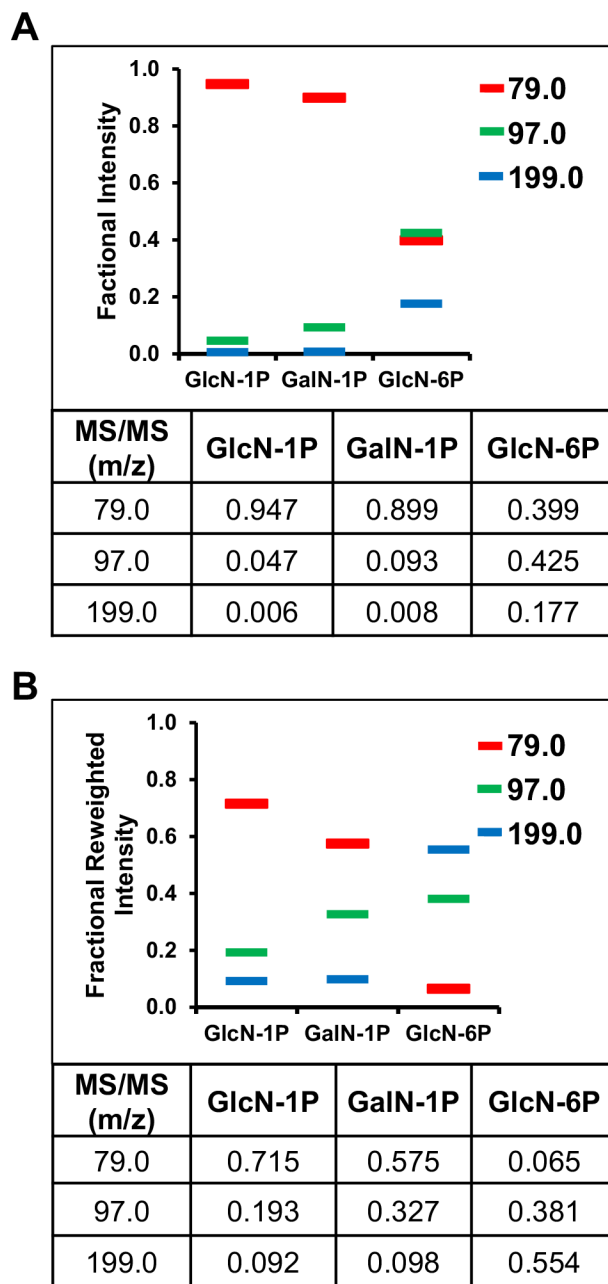 A
Factional Intensity
1.0
0.8
0.6
0.4
0.2
0.0
GlcN-1P GalN-1P GlcN-6P
79.0
97.0
199.0
MS/MS (m/z) GlcN-1P GalN-1P GlcN-6P
79.0 0.947 0.899 0.399
97.0 0.047 0.093 0.425
199.0 0.006 0.008 0.177
B
Fractional Reweighted
Intensity
1.0
0.8
0.6
0.4
0.2
0.0
GlcN-1P GalN-1P GlcN-6P
79.0
97.0
199.0
MS/MS (m/z) GlcN-1P GalN-1P GlcN-6P
79.0 0.715 0.575 0.065
97.0 0.193 0.327 0.381
199.0 0.092 0.098 0.554